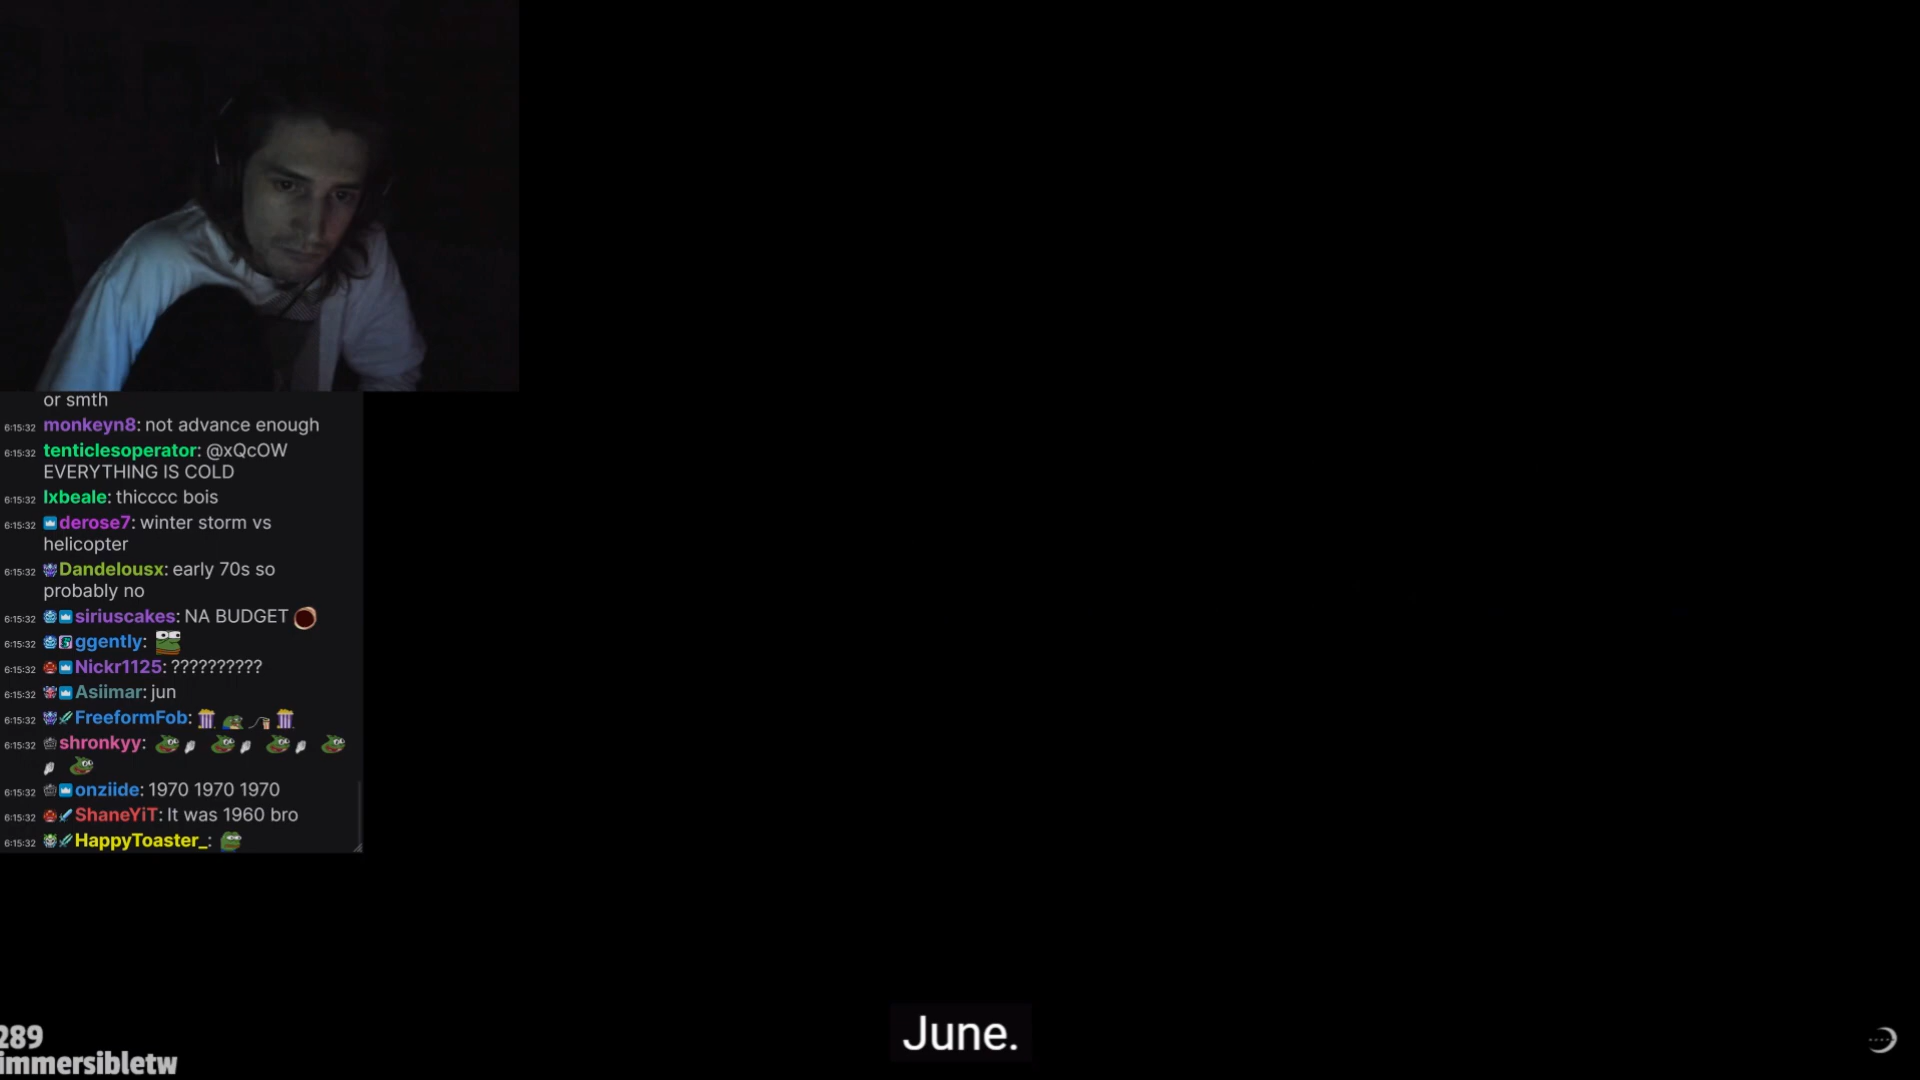 or smth
6:15:32 monkeyn8: not advance enough
6:15:32 tenticlesoperator: @xQcOW
EVERYTHING IS COLD
6:15:32 lxbeale: thicccc bois
6:15:32 derose7: winter storm vs
helicopter
6:15:32 Dandelousx: early 70s so
probably no
6:15:32 siriuscakes: NA BUDGET
6:15:32 ggently:
6:15:32 Nickr1125: ??????????
6:15:32 Asiimar: jun
6:15:32 FreeformFob:
6:15:32 shronkyy:
6:15:32 onziide: 1970 1970 1970
6:15:32 ShaneYiT: It was 1960 bro
6:15:32 HappyToaster_:
June.
289
immersibletw